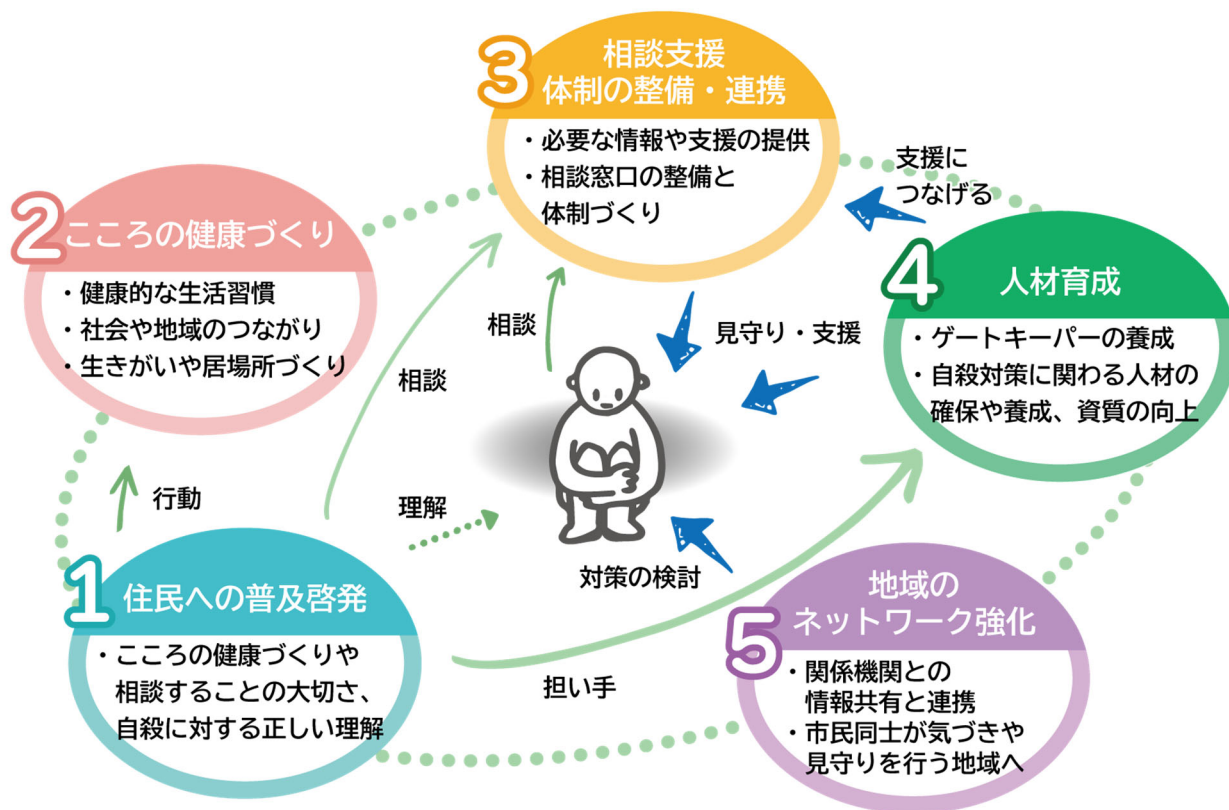 3
相談支援
体制の整備・連携
・必要な情報や支援の提供
・相談窓口の整備と
体制づくり
支援に
つなげる
2
こころの健康づくり
・健康的な生活習慣
・社会や地域のつながり
・生きがいや居場所づくり
4
人材育成
・ゲートキーパーの養成
・自殺対策に関わる人材の
確保や養成、資質の向上
相談
見守り・支援
相談
行動
理解
対策の検討
1
住民への普及啓発
・こころの健康づくりや
相談することの大切さ、
自殺に対する正しい理解
担い手
5
地域の
ネットワーク強化
・関係機関との
情報共有と連携
・市民同士が気づきや
見守りを行う地域へ